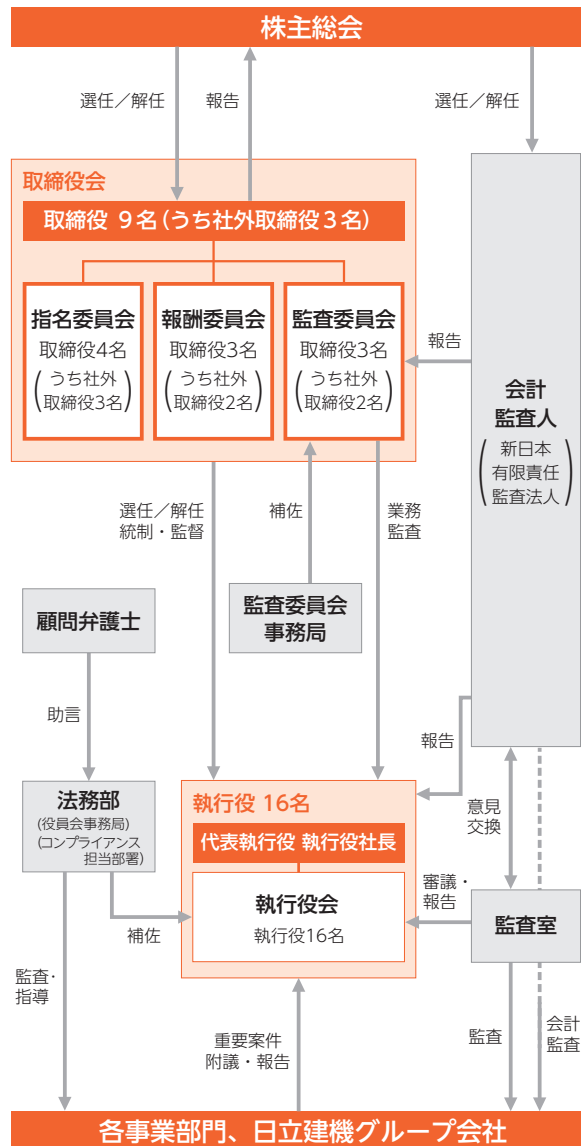 株主総会
選任／解任
報告
選任／解任
取締役会
取締役 9名（うち社外取締役3名）
指名委員会
取締役4名
（うち社外
取締役3名）
報酬委員会
取締役3名
（うち社外
取締役2名）
監査委員会
取締役3名
（うち社外
取締役2名）
報告
会計
監査人
（新日本
有限責任
監査法人）
選任／解任
統制・監督
補佐
業務
監査
監査委員会
事務局
顧問弁護士
助言
報告
法務部
(役員会事務局)
(コンプライアンス
担当部署)
執行役 16名
代表執行役 執行役社長
執行役会
執行役16名
意見
交換
審議・
報告
監査室
補佐
監査・
指導
重要案件
附議・報告
監査
会計
監査
各事業部門、日立建機グループ会社